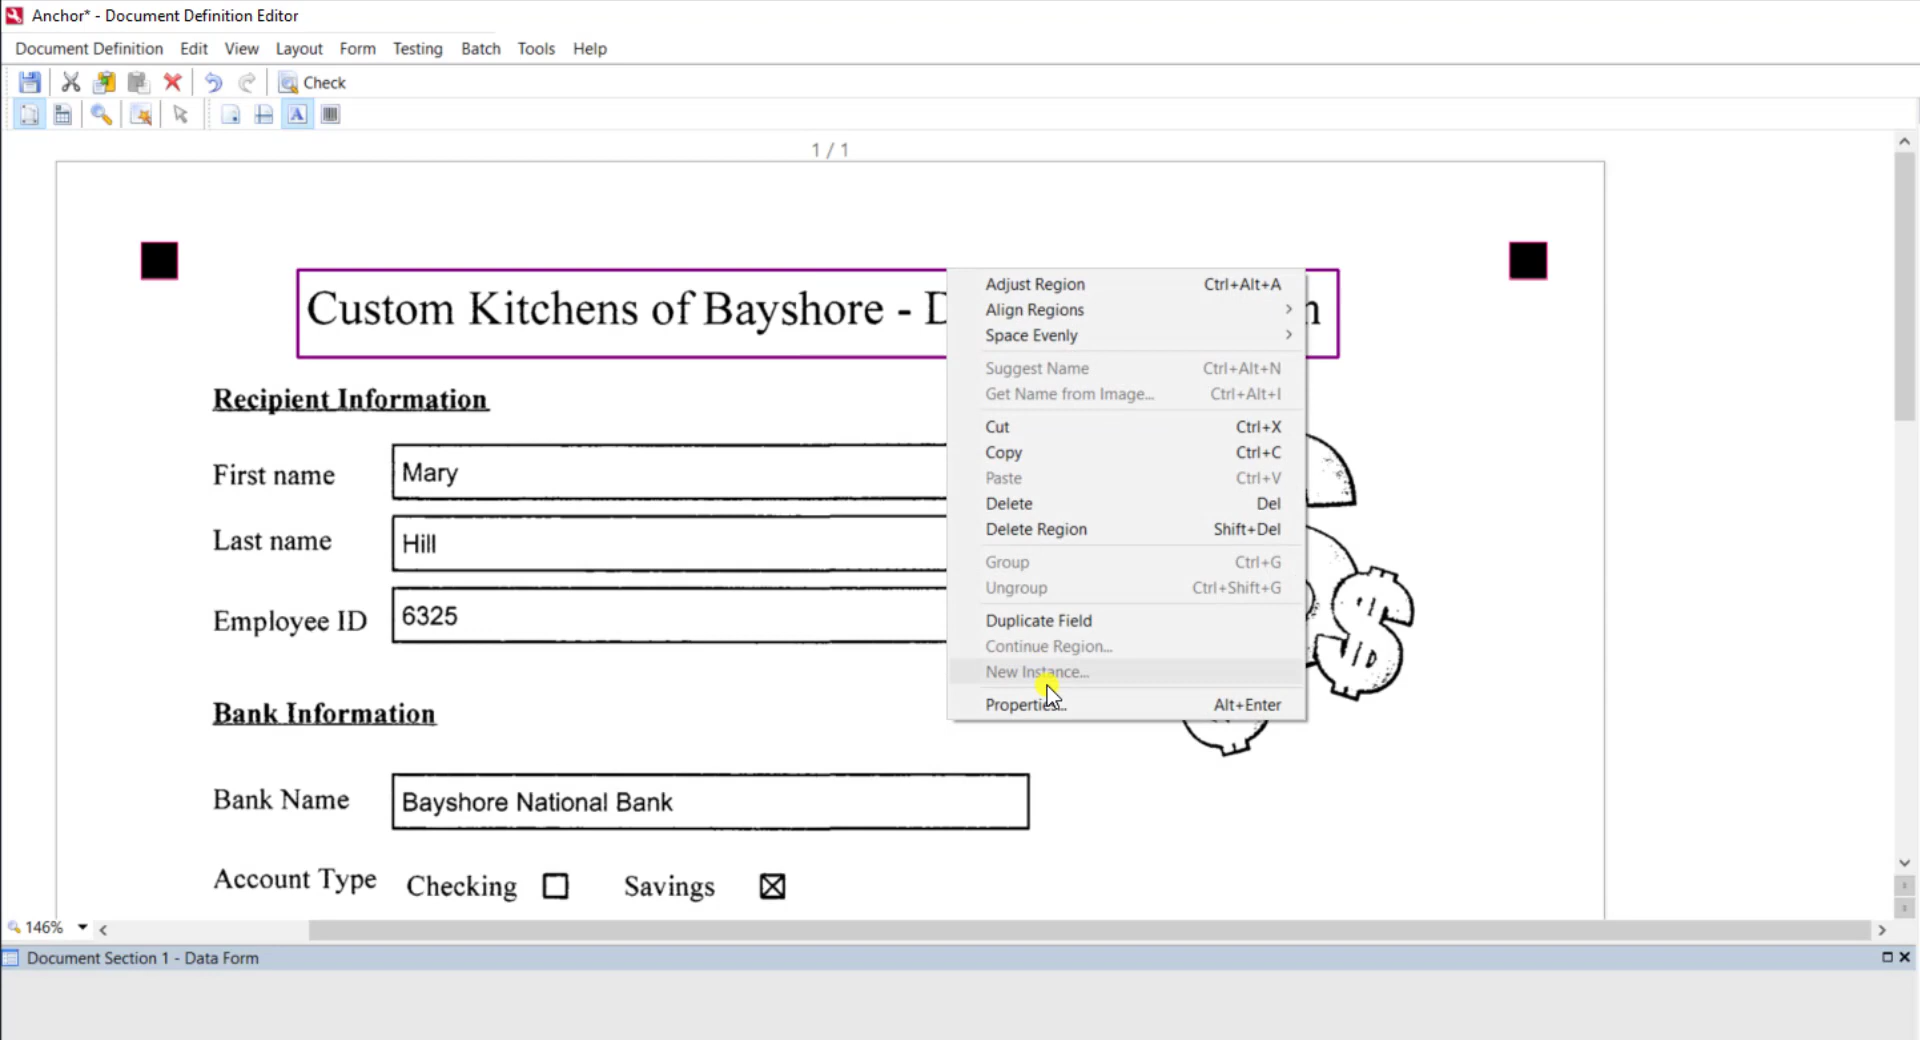 Anchor* - Document Definition Editor
Document Definition Edit View Layout Form Testing Batch Tools Help
Check
1 / 1
Custom Kitchens of Bayshore -
Adjust Region Ctrl+Alt+A
Align Regions
Space Evenly
Suggest Name Ctrl+Alt+N
Get Name from Image... Ctrl+Alt+I
Cut Ctrl+X
Copy Ctrl+C
Paste Ctrl+V
Delete Del
Delete Region Shift+Del
Group Ctrl+G
Ungroup Ctrl+Shift+G
Duplicate Field
Continue Region...
New Instance...
Properties... Alt+Enter
Recipient Information
First name Mary
Last name Hill
Employee ID 6325
Bank Information
Bank Name Bayshore National Bank
Account Type Checking Savings
146%
Document Section 1 - Data Form